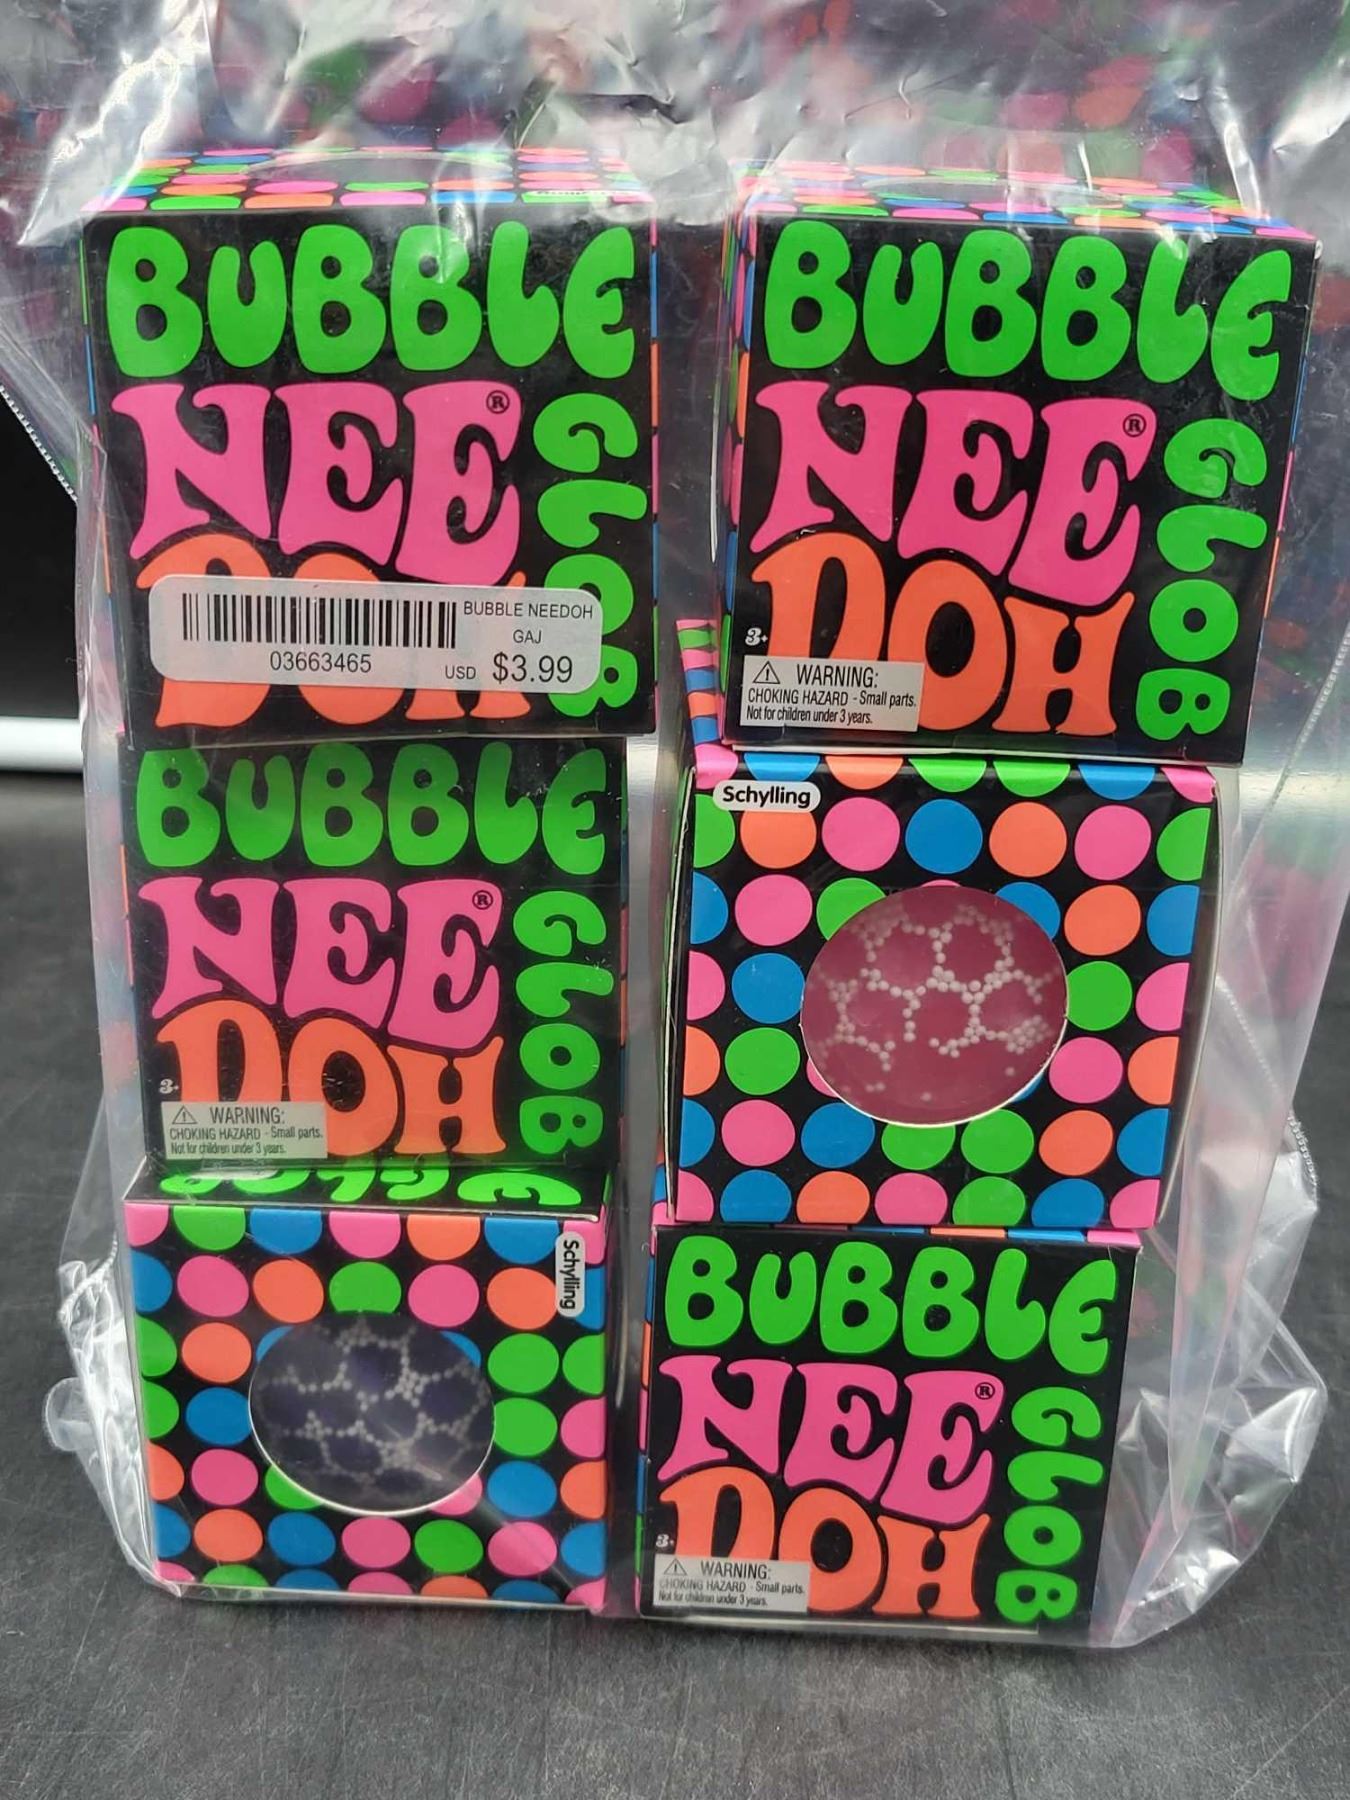 BUBBLE
NEE®
DOH
GLOB
BUBBLE NEEDOH
GAJ
03663465
USD $3.99
BUBBLE
NEE®
DOH
GLOB
3+
WARNING:
CHOKING HAZARD - Small parts.
Not for children under 3 years.
BUBBLE
NEE®
DOH
GLOB
3+
WARNING:
CHOKING HAZARD - Small parts.
Not for children under 3 years.
Schylling
GLOB
Schylling
BUBBLE
NEE®
DOH
GLOB
3+
WARNING:
CHOKING HAZARD - Small parts.
Not for children under 3 years.